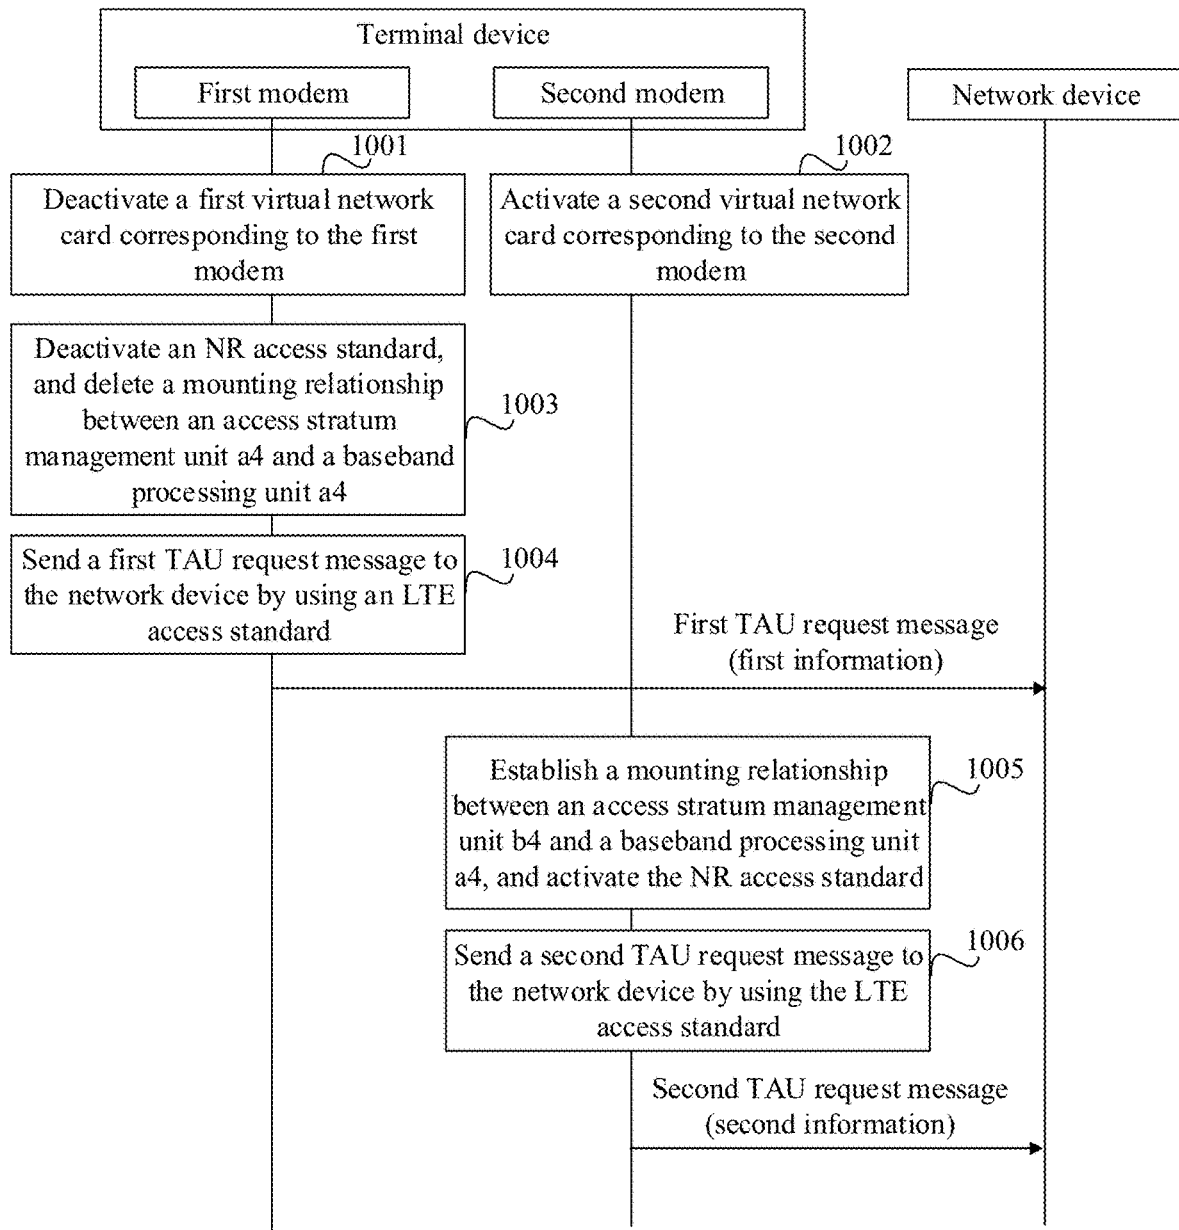 Terminal device
First modem
Second modem
Network device
1001
1002
Deactivate a first virtual network
card corresponding to the first
modem
Activate a second virtual network
card corresponding to the second
modem
Deactivate an NR access standard,
and delete a mounting relationship
between an access stratum
management unit a4 and a baseband
processing unit a4
1003
Send a first TAU request message to
the network device by using an LTE
access standard
1004
First TAU request message
(first information)
Establish a mounting relationship
between an access stratum management
unit b4 and a baseband processing unit
a4, and activate the NR access standard
1005
Send a second TAU request message to
the network device by using the LTE
access standard
1006
Second TAU request message
(second information)